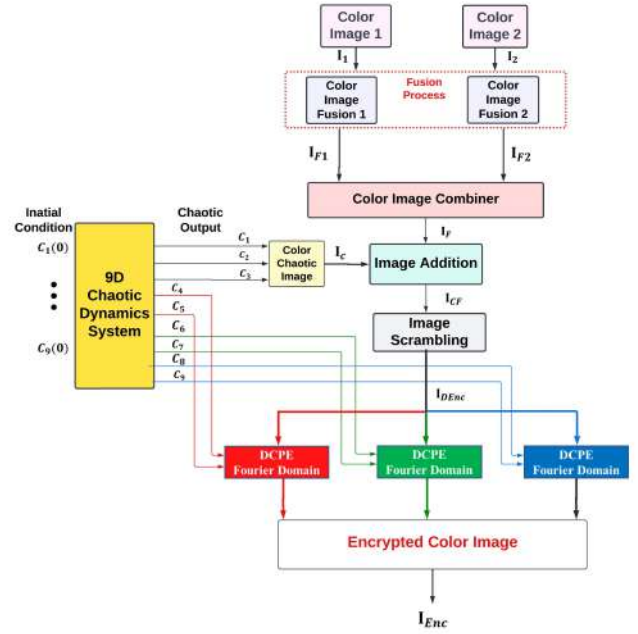 Color
Image 1
Color
Image 2
I1
I2
Fusion
Process
Color
Image
Fusion 1
Color
Image
Fusion 2
IF1
IF2
Color Image Combiner
Inatial
Condition
Chaotic
Output
C1(0)
C9(0)
9D
Chaotic
Dynamics
System
C1
C2
C3
C4
C5
C6
C7
C8
C9
Color
Chaotic
Image
Ic
IF
Image Addition
ICF
Image
Scrambling
IDEnc
DCPE
Fourier Domain
DCPE
Fourier Domain
DCPE
Fourier Domain
Encrypted Color Image
IEnc